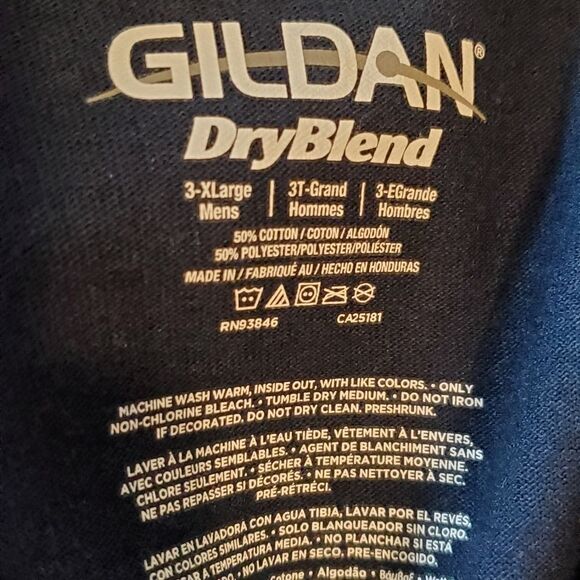 GILDAN®
DryBlend
3-XLarge | 3T-Grand | 3-EGrande
Mens | Hommes | Hombres
50% COTTON / COTON / ALGODÓN
50% POLYESTER/POLYESTER/POLIÉSTER
MADE IN / FABRIQUÉ AU / HECHO EN HONDURAS
RN93846 CA25181
MACHINE WASH WARM, INSIDE OUT, WITH LIKE COLORS. • ONLY
NON-CHLORINE BLEACH. • TUMBLE DRY MEDIUM. • DO NOT IRON
IF DECORATED. DO NOT DRY CLEAN. PRESHRUNK.
LAVER À LA MACHINE À L'EAU TIÈDE, VÊTEMENT À L'ENVERS,
AVEC COULEURS SEMBLABLES. • AGENT DE BLANCHIMENT SANS
CHLORE SEULEMENT. • SÉCHER À TEMPÉRATURE MOYENNE.
NE PAS REPASSER SI DÉCORÉS. • NE PAS NETTOYER À SEC.
PRÉ-RÉTRÉCI.
LAVAR EN LAVADORA CON AGUA TIBIA, LAVAR POR EL REVÉS,
CON COLORES SIMILARES. • SOLO BLANQUEADOR SIN CLORO.
A TEMPERATURA MEDIA. • NO PLANCHAR SI ESTÁ
NO LAVAR EN SECO. PRE-ENCOGIDO.
Cotone • Algodão •